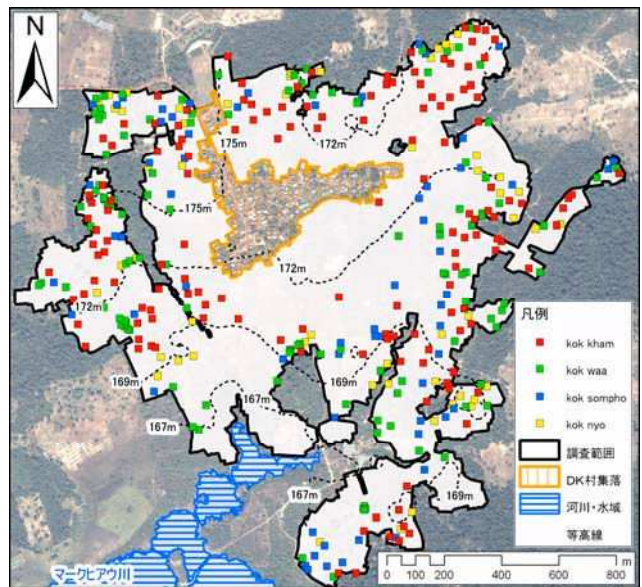 N
172m
175m
175m
172m
172m
凡例
kok kham
kok waa
kok sompho
kok nyo
調査範囲
DK村集落
河川・水域
等高線
169m
169m
167m
167m
167m
169m
マークヒアウ川
0 100 200 400 600 800
m